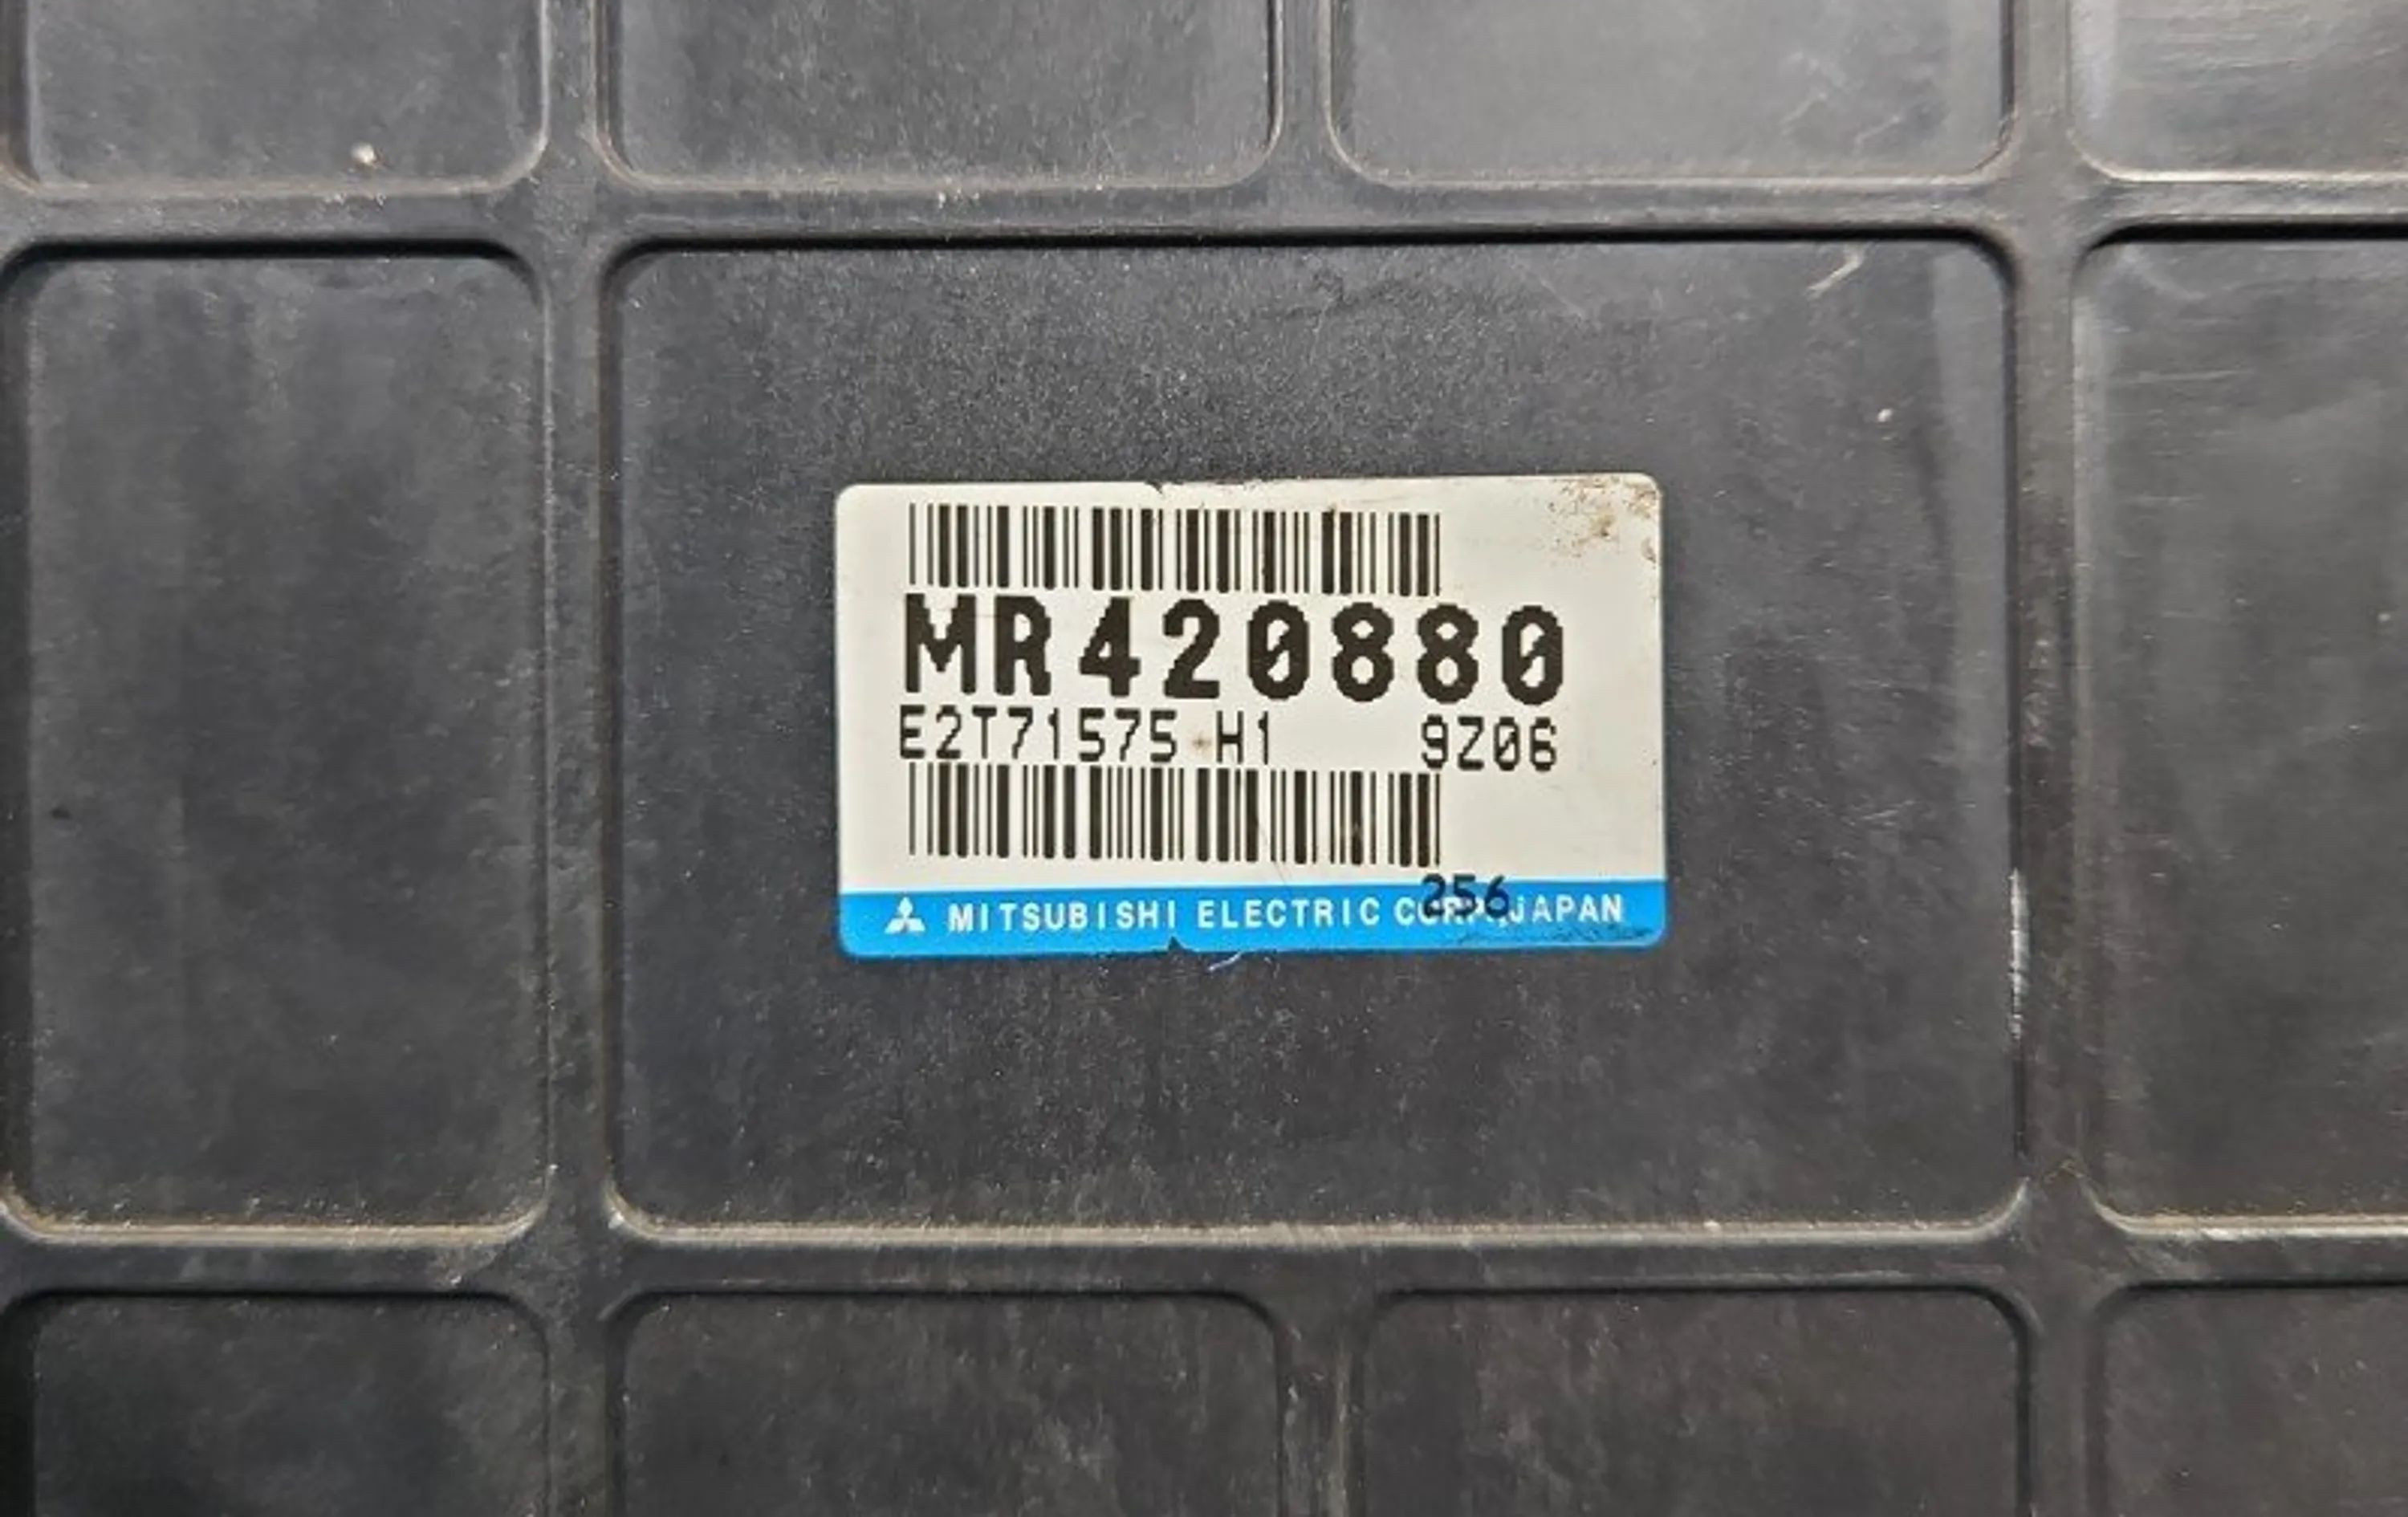 MR420880
E2T71575 H1 9Z06
256
MITSUBISHI ELECTRIC CORP. JAPAN